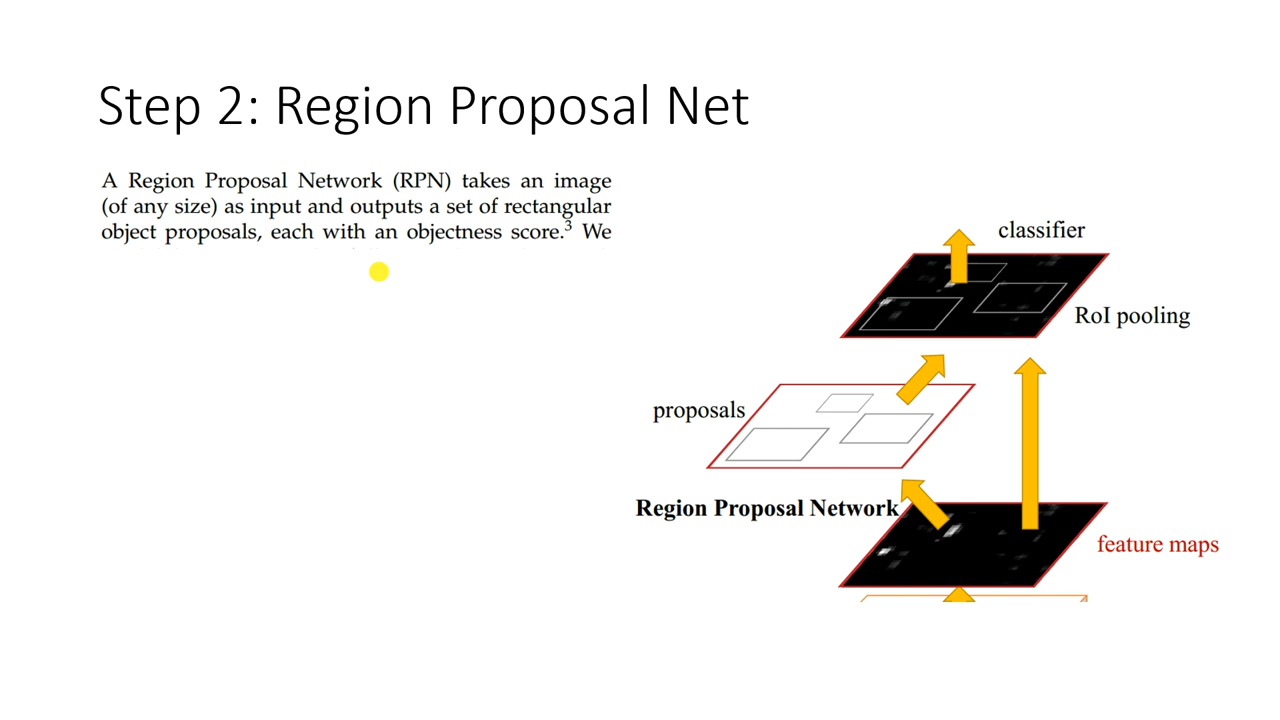 Step 2: Region Proposal Net
A Region Proposal Network (RPN) takes an image
(of any size) as input and outputs a set of rectangular
object proposals, each with an objectness score.³ We
classifier
RoI pooling
proposals
Region Proposal Network
feature maps